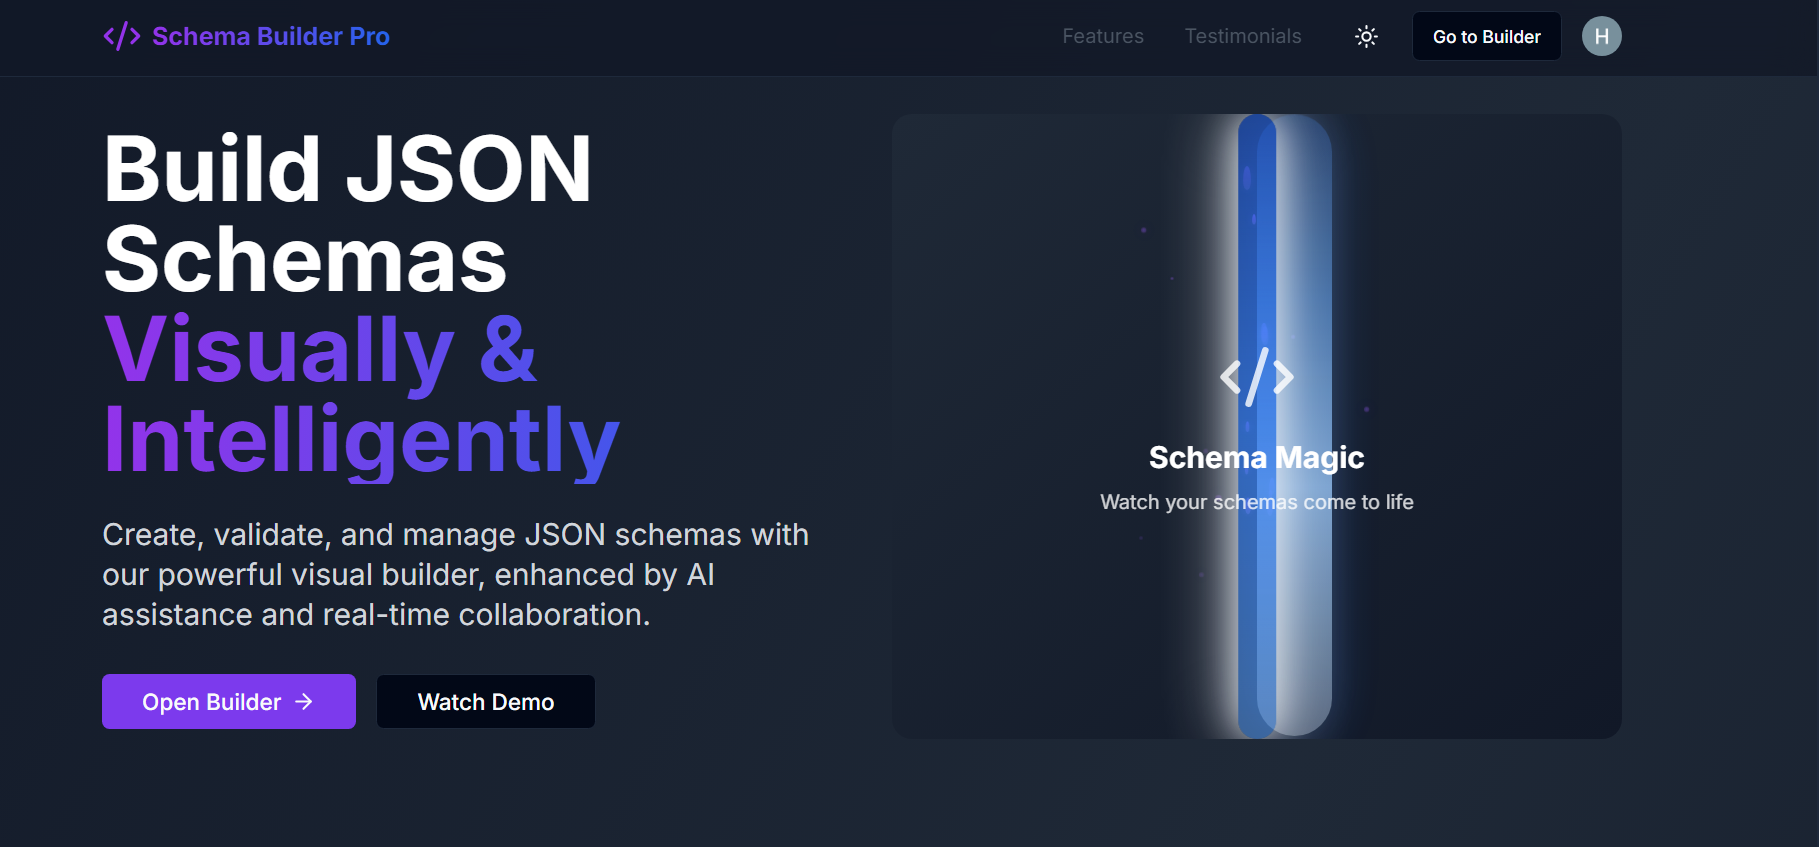 Schema Builder Pro
Features
Testimonials
Go to Builder
H
Build JSON
Schemas
Visually &
Intelligently
Create, validate, and manage JSON schemas with
our powerful visual builder, enhanced by AI
assistance and real-time collaboration.
Open Builder →
Watch Demo
</>
Schema Magic
Watch your schemas come to life